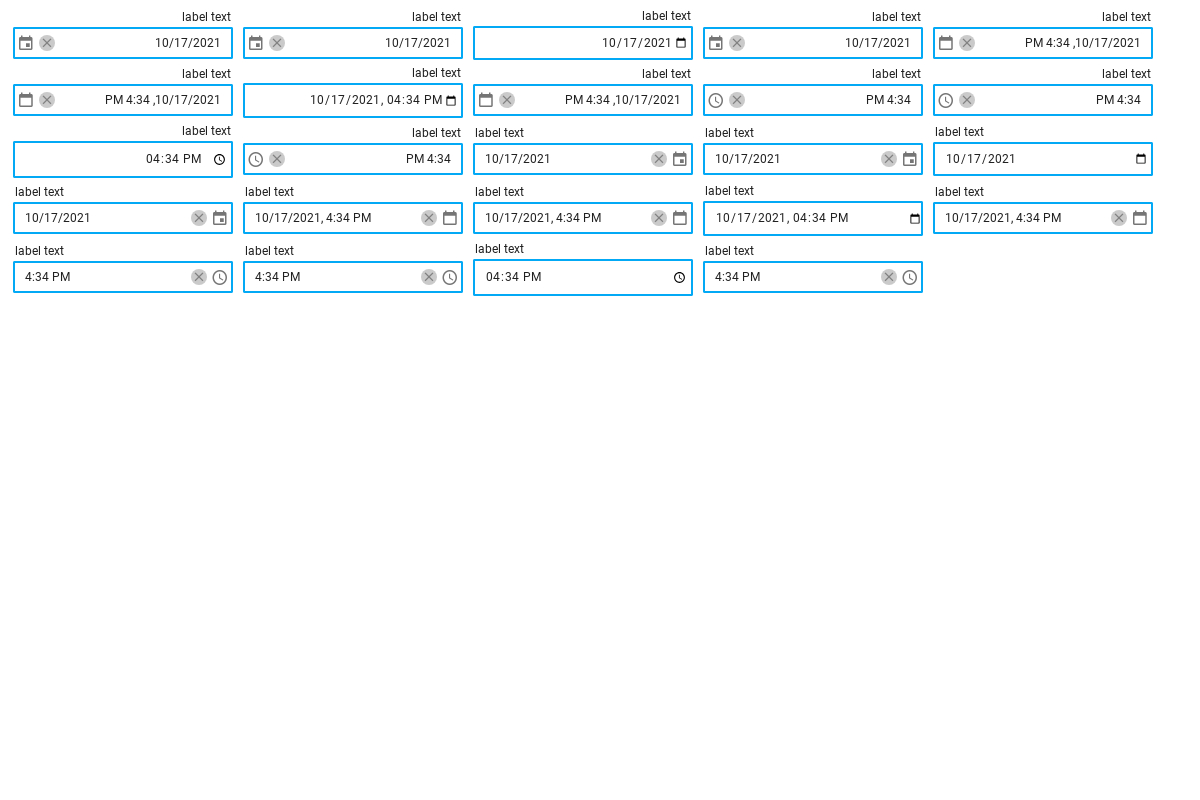 label text
label text
label text
label text
label text
10/17/2021
10/17/2021
10/17/2021
10/17/2021
PM 4:34 ,10/17/2021
label text
label text
label text
label text
label text
PM 4:34 ,10/17/2021
10/17/2021, 04:34 PM
PM 4:34 ,10/17/2021
PM 4:34
PM 4:34
label text
label text
label text
label text
label text
04:34 PM
PM 4:34
10/17/2021
10/17/2021
10/17/2021
label text
label text
label text
label text
label text
10/17/2021
10/17/2021, 4:34 PM
10/17/2021, 4:34 PM
10/17/2021, 04:34 PM
10/17/2021, 4:34 PM
label text
label text
label text
label text
4:34 PM
4:34 PM
04:34 PM
4:34 PM